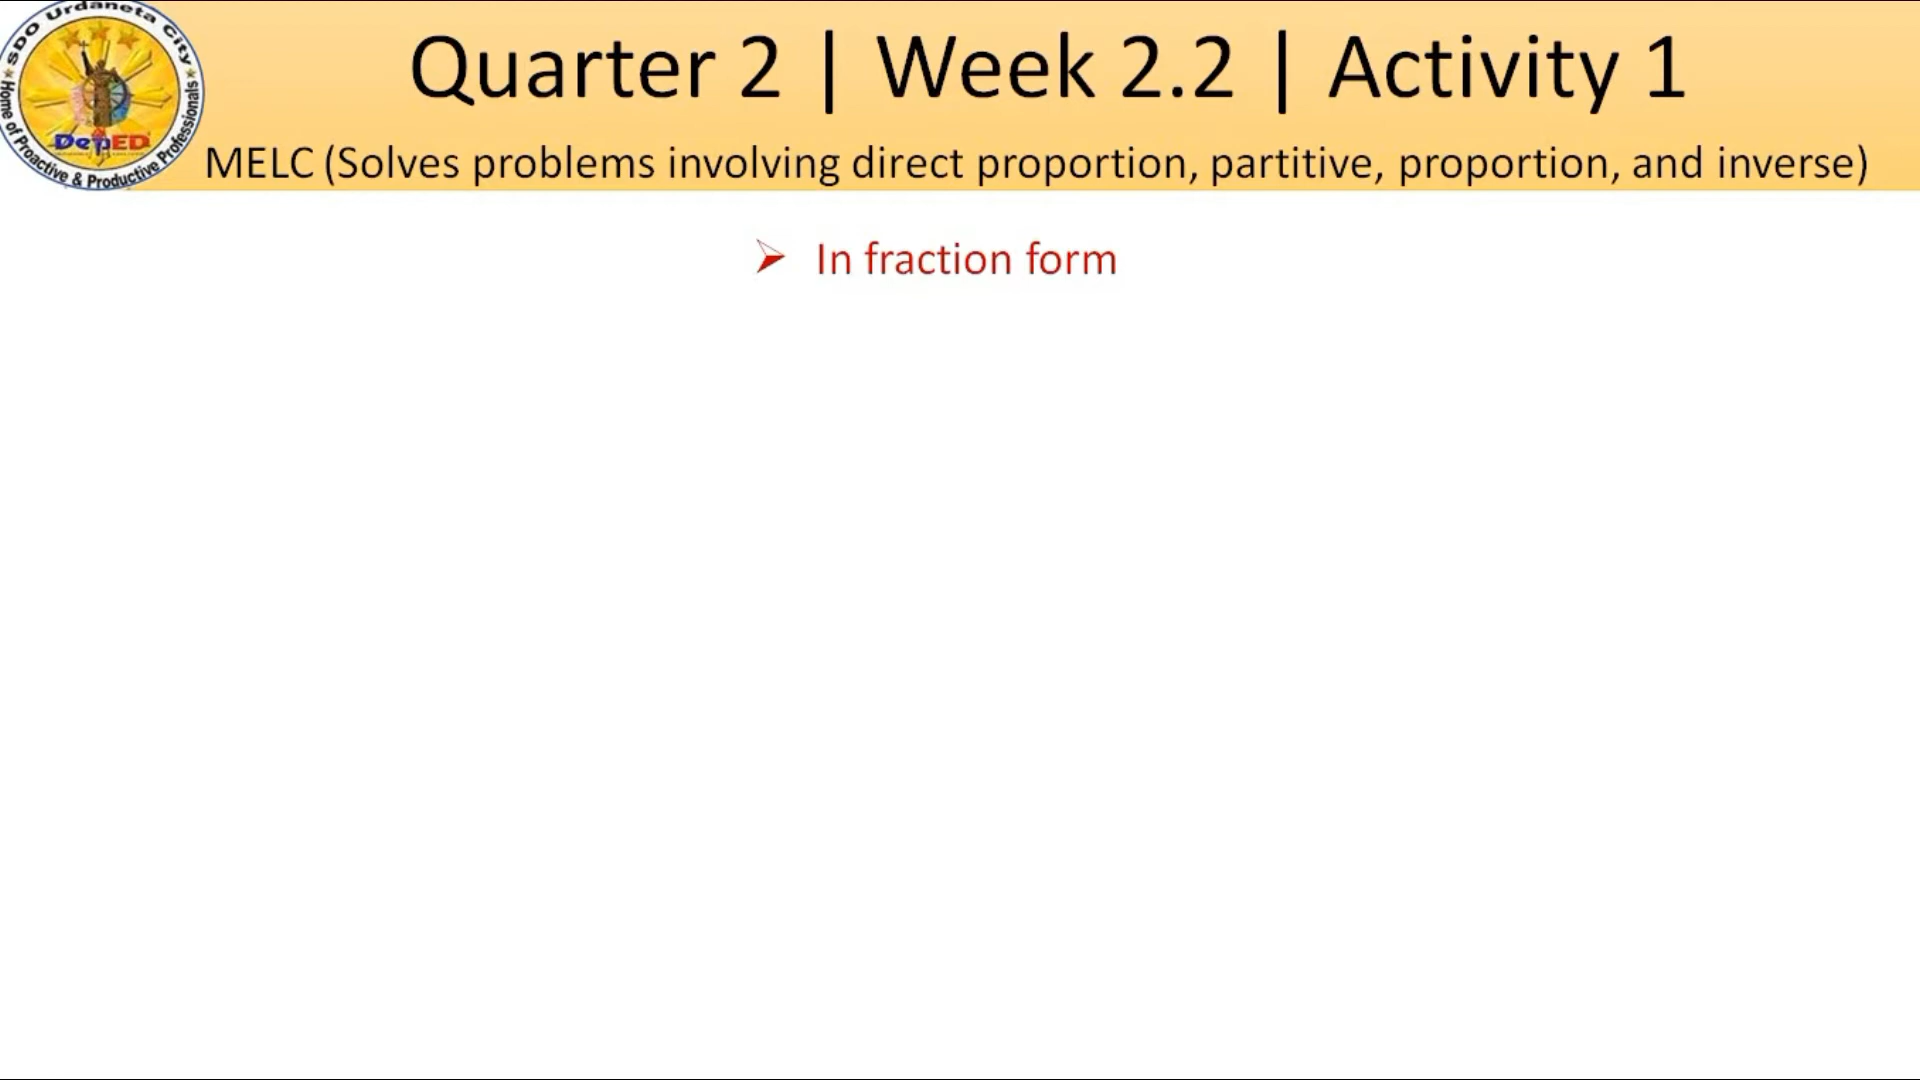 SDO Urdaneta City
Quarter 2 | Week 2.2 | Activity 1
DepED
Home of Proactive & Productive Professionals
MELC (Solves problems involving direct proportion, partitive, proportion, and inverse)
➢ In fraction form